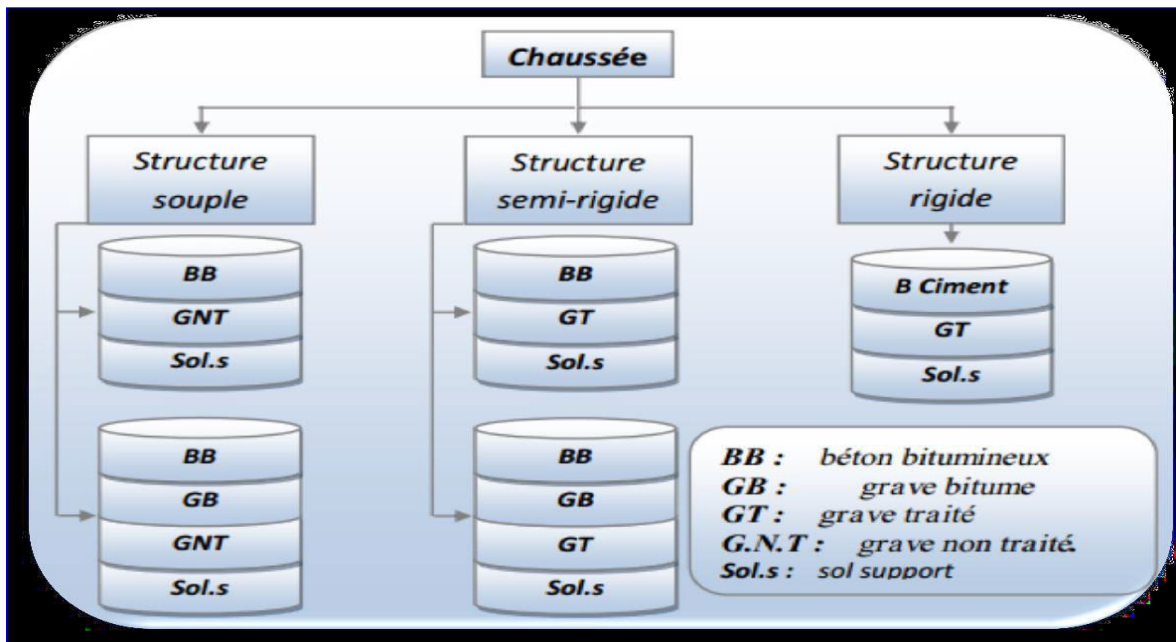 Chaussée
Structure
souple
Structure
semi-rigide
Structure
rigide
BB
GNT
Sol.s
BB
GT
Sol.s
B Ciment
GT
Sol.s
BB
GB
GNT
Sol.s
BB
GB
GT
Sol.s
BB : béton bitumineux
GB : grave bitume
GT : grave traité
G.N.T : grave non traité.
Sol.s : sol support